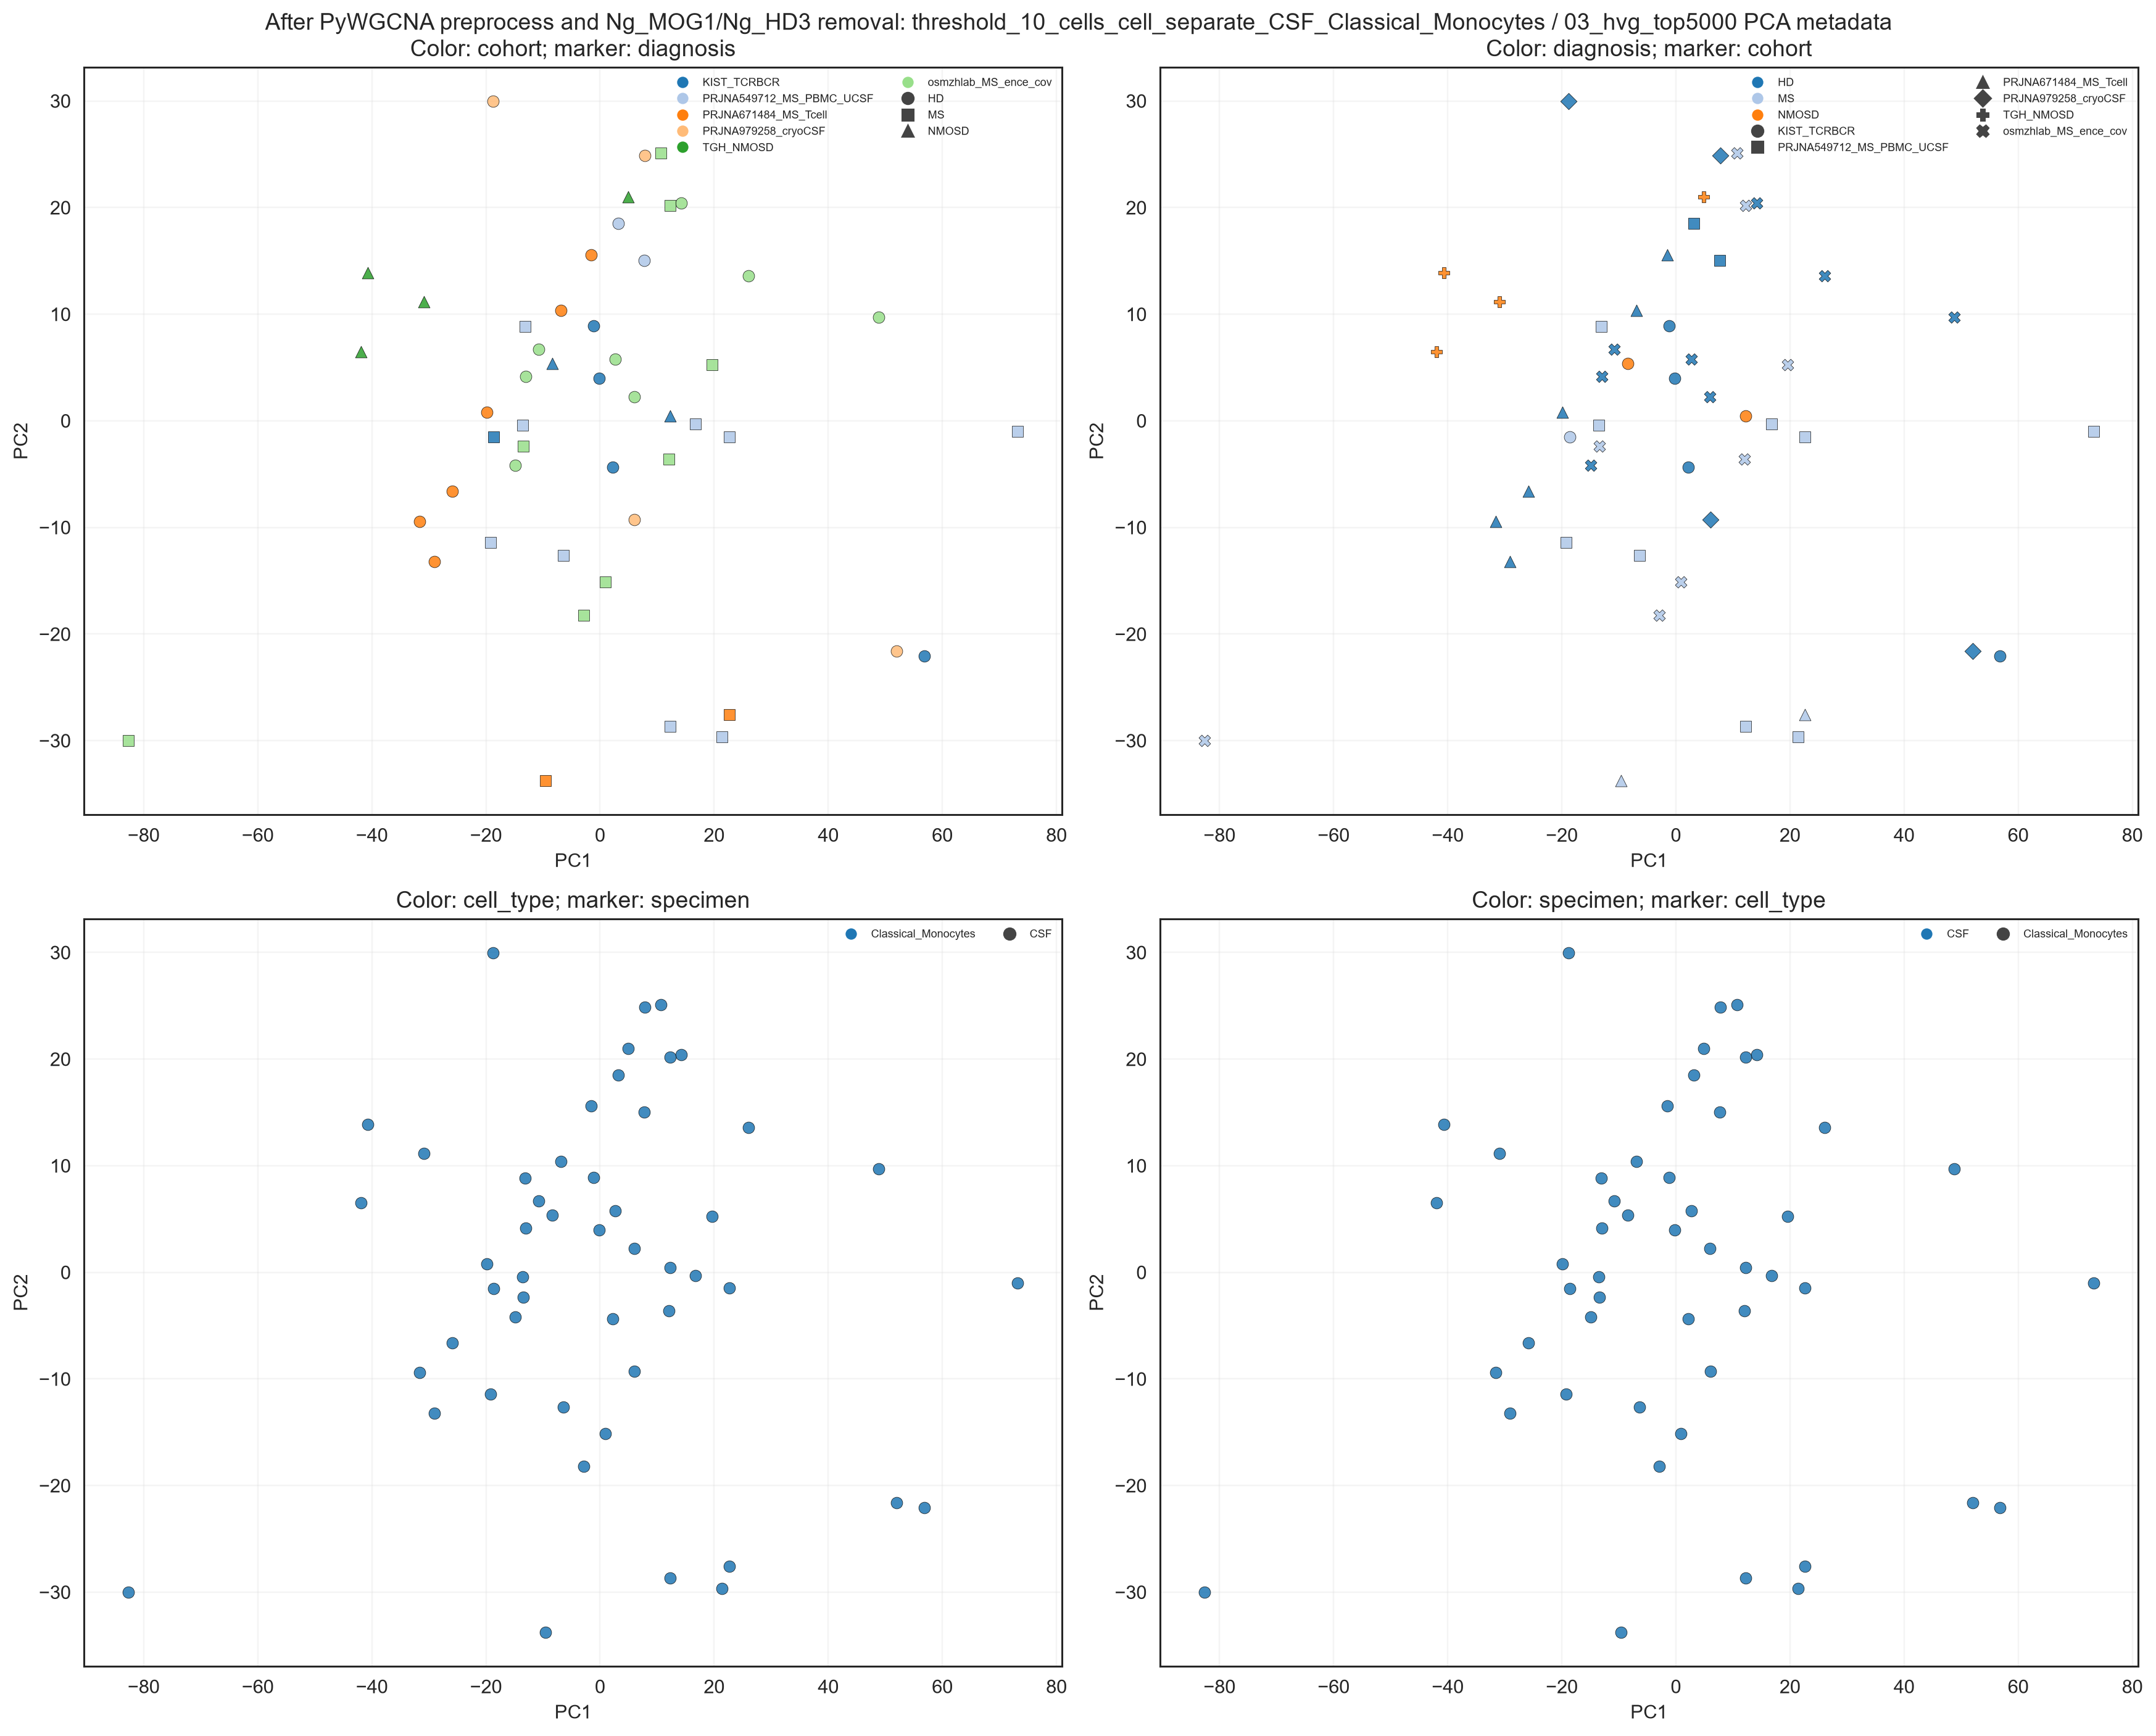 After PyWGCNA preprocess and Ng_MOG1/Ng_HD3 removal: threshold_10_cells_cell_separate_CSF_Classical_Monocytes / 03_hvg_top5000 PCA metadata
Color: cohort; marker: diagnosis
KIST_TCRBCR
PRJNA549712_MS_PBMC_UCSF
PRJNA671484_MS_Tcell
PRJNA979258_cryoCSF
TGH_NMOSD
osmzhlab_MS_ence_cov
HD
MS
NMOSD
30
20
10
0
−10
−20
−30
PC2
−80 −60 −40 −20 0 20 40 60 80
PC1
Color: diagnosis; marker: cohort
HD
MS
NMOSD
KIST_TCRBCR
PRJNA549712_MS_PBMC_UCSF
PRJNA671484_MS_Tcell
PRJNA979258_cryoCSF
TGH_NMOSD
osmzhlab_MS_ence_cov
30
20
10
0
−10
−20
−30
PC2
−80 −60 −40 −20 0 20 40 60 80
PC1
Color: cell_type; marker: specimen
Classical_Monocytes
CSF
30
20
10
0
−10
−20
−30
PC2
−80 −60 −40 −20 0 20 40 60 80
PC1
Color: specimen; marker: cell_type
CSF
Classical_Monocytes
30
20
10
0
−10
−20
−30
PC2
−80 −60 −40 −20 0 20 40 60 80
PC1